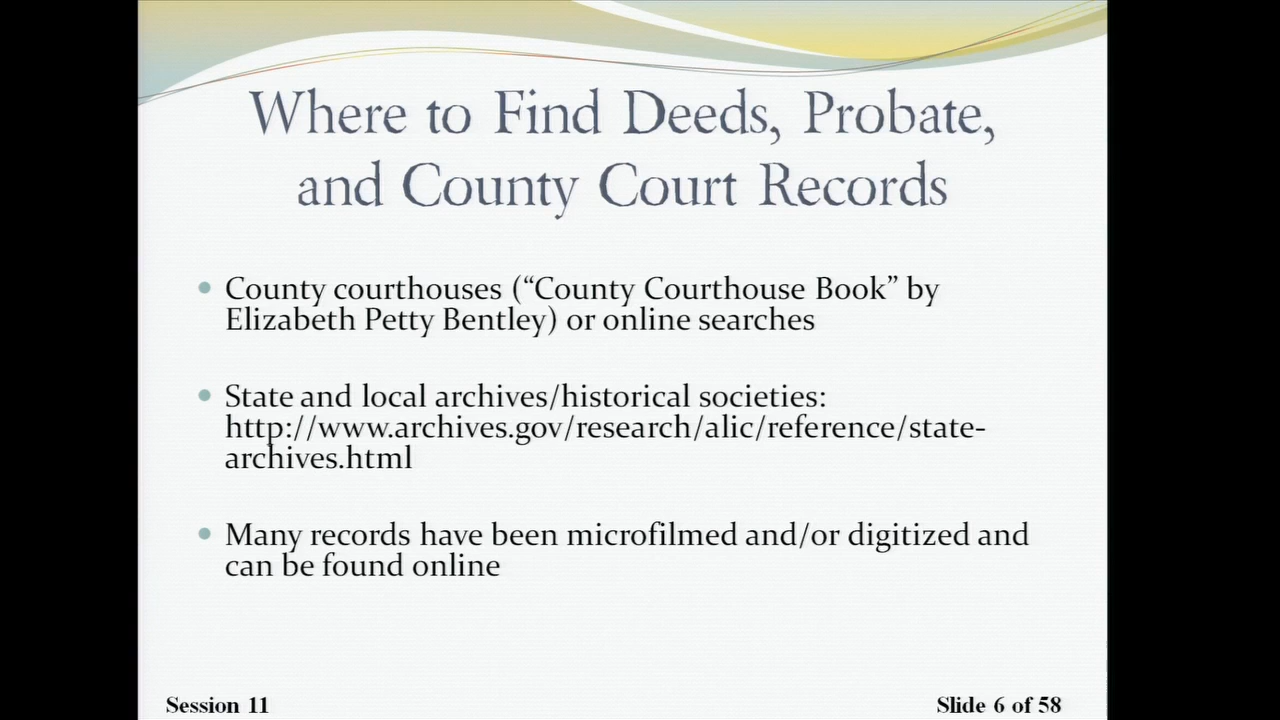 Where to Find Deeds, Probate,
and County Court Records
• County courthouses (“County Courthouse Book” by
Elizabeth Petty Bentley) or online searches
• State and local archives/historical societies:
http://www.archives.gov/research/alic/reference/state-
archives.html
• Many records have been microfilmed and/or digitized and
can be found online
Session 11
Slide 6 of 58